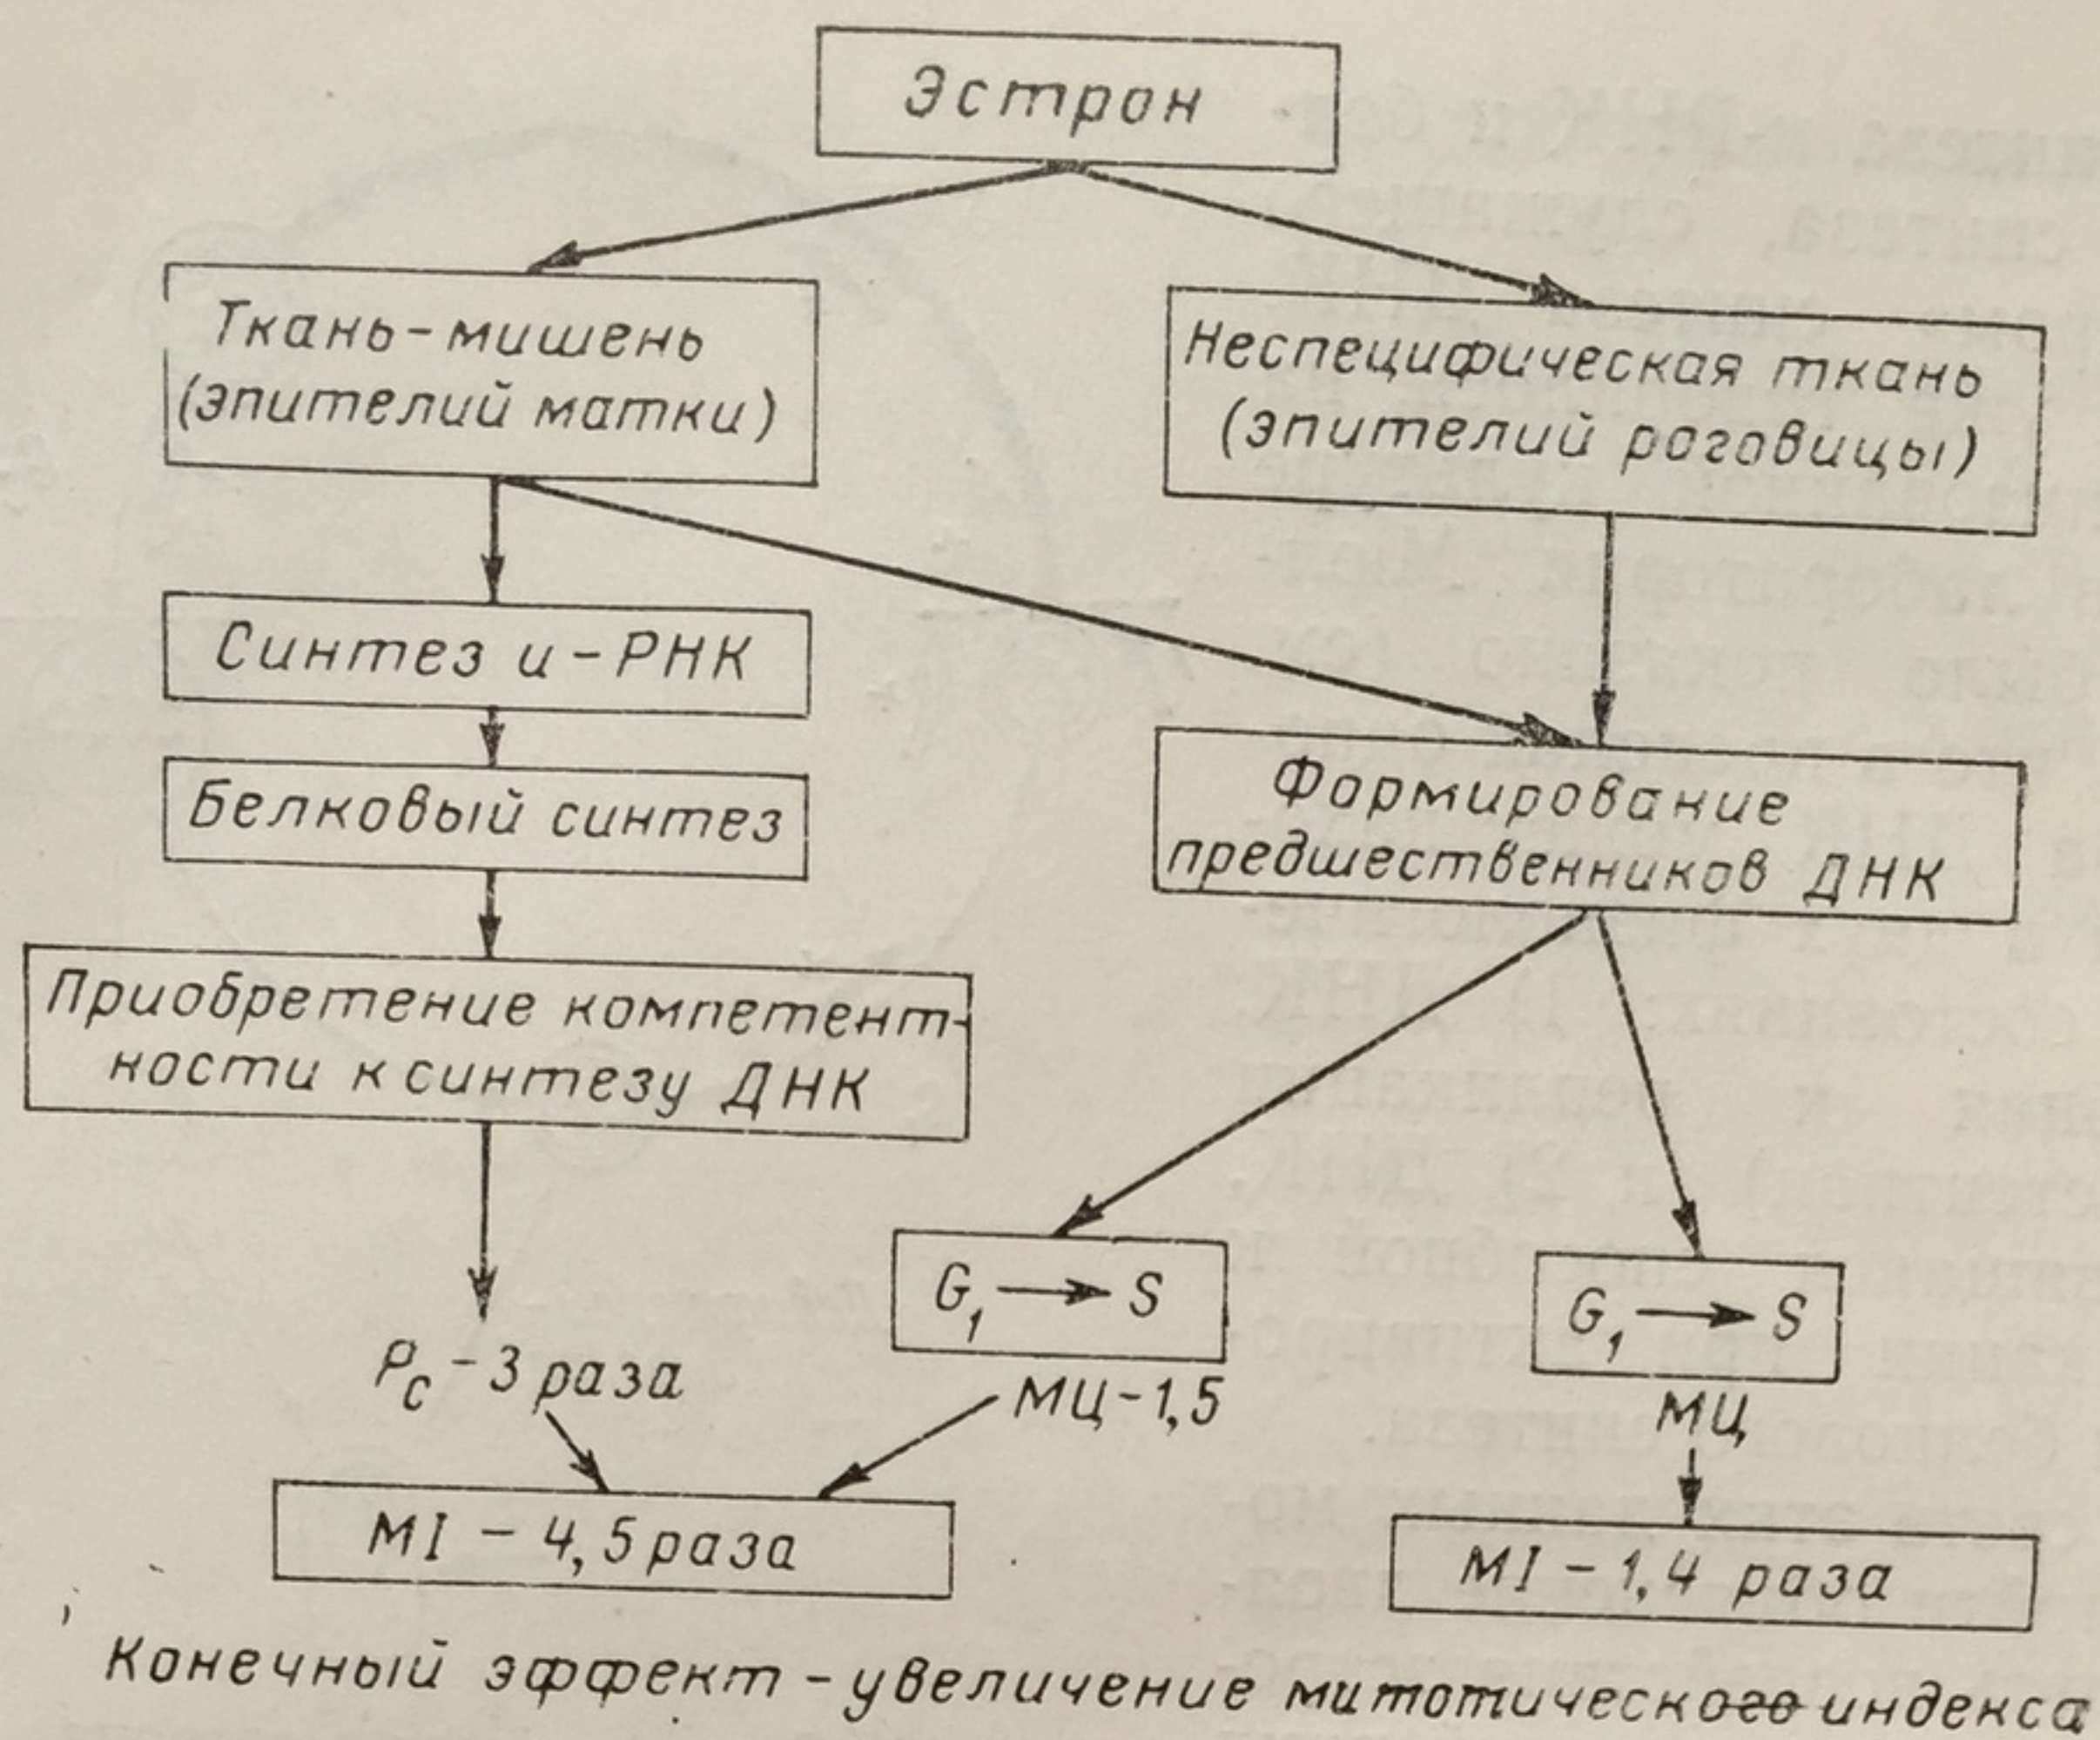 Эстрон
Ткань-мишень
(эпителий матки)
Неспецифическая ткань
(эпителий роговицы)
Синтез и-РНК
Белковый синтез
Формирование
предшественников ДНК
Приобретение компетент-
ности к синтезу ДНК
G₁ → S
G₁ → S
Pc - 3 раза
МЦ-1,5
МЦ
MI - 4,5 раза
MI - 1,4 раза
Конечный эффект - увеличение митотического индекса